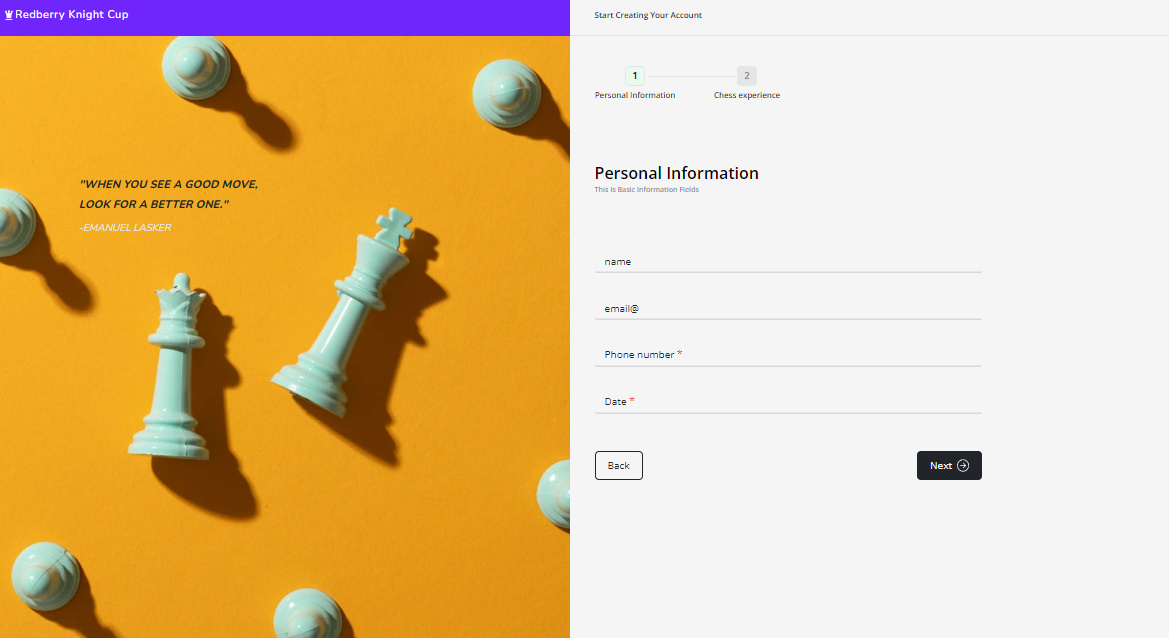 Redberry Knight Cup
Start Creating Your Account
1
2
Personal Information
Chess experience
"WHEN YOU SEE A GOOD MOVE,
LOOK FOR A BETTER ONE."
-EMANUEL LASKER
Personal Information
This Is Basic Information Fields
name
email@
Phone number *
Date *
Back
Next